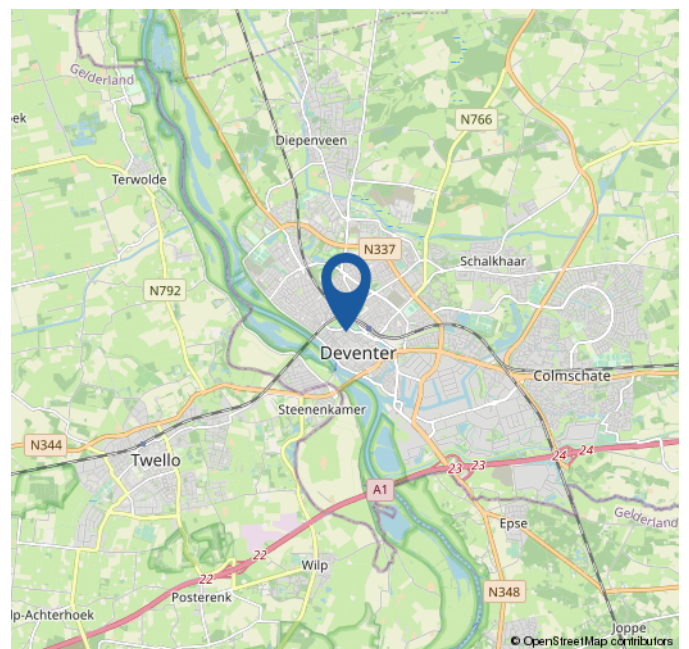 Gelderland
oek
N766
Diepenveen
Terwolde
N337
Schalkhaar
N792
Deventer
Colmschate
Steenenkamer
N344
Twello
24
24
23
23
A1
Gelderland
Epse
22
22
Wilp
N348
Posterenk
lp-Achterhoek
Joppe
© OpenStreetMap contributors